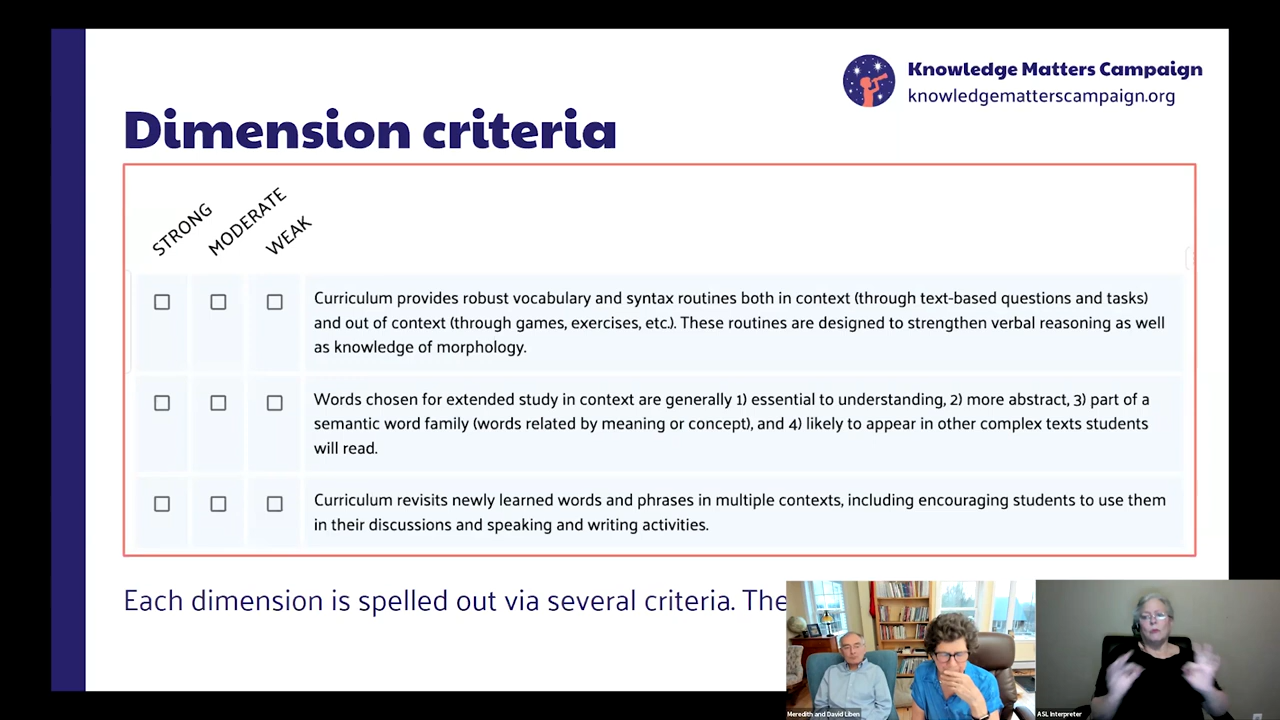 Knowledge Matters Campaign
knowledgematterscampaign.org
Dimension criteria
STRONG
MODERATE
WEAK
Curriculum provides robust vocabulary and syntax routines both in context (through text-based questions and tasks)
and out of context (through games, exercises, etc.). These routines are designed to strengthen verbal reasoning as well
as knowledge of morphology.
Words chosen for extended study in context are generally 1) essential to understanding, 2) more abstract, 3) part of a
semantic word family (words related by meaning or concept), and 4) likely to appear in other complex texts students
will read.
Curriculum revisits newly learned words and phrases in multiple contexts, including encouraging students to use them
in their discussions and speaking and writing activities.
Each dimension is spelled out via several criteria. The
Meredith and David Liben
ASL Interpreter